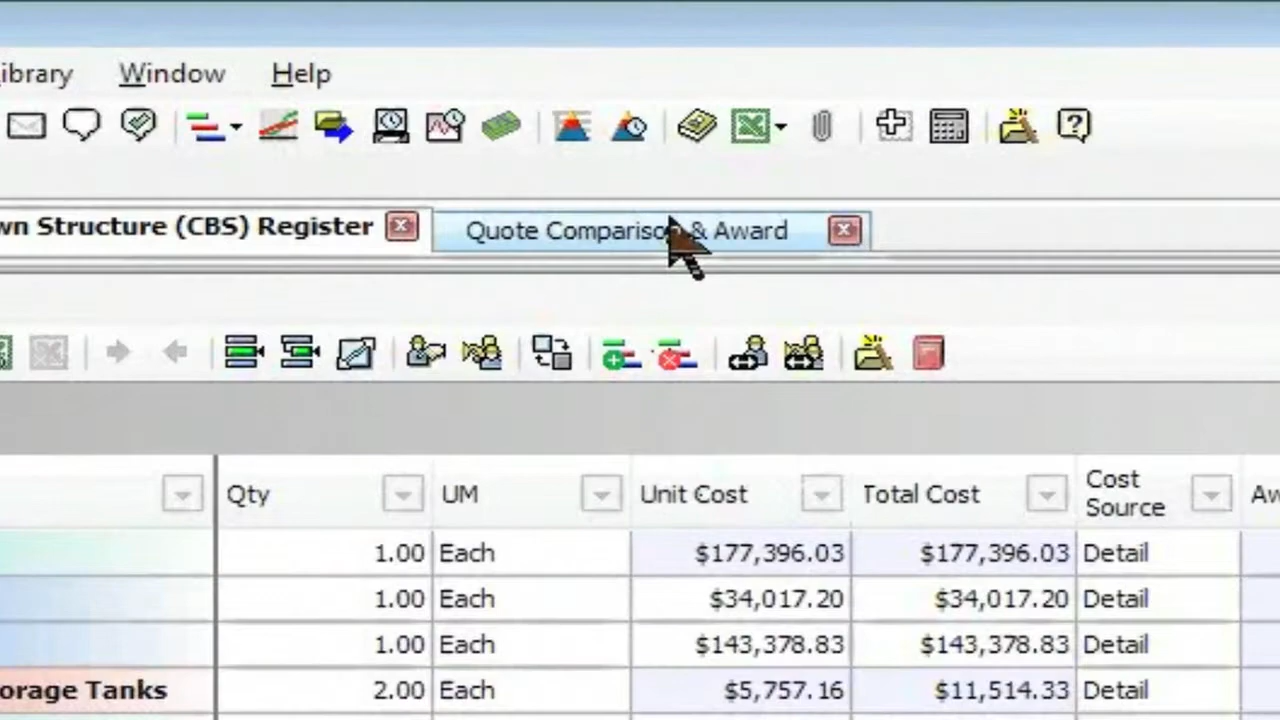 ibrary Window Help
wn Structure (CBS) Register Quote Comparison & Award
Qty UM Unit Cost Total Cost Cost Source Aw
1.00 Each $177,396.03 $177,396.03 Detail
1.00 Each $34,017.20 $34,017.20 Detail
1.00 Each $143,378.83 $143,378.83 Detail
orage Tanks 2.00 Each $5,757.16 $11,514.33 Detail